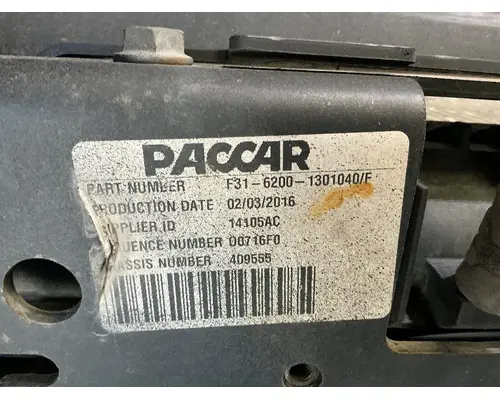 PACCAR
PART NUMBER F31-6200-1301040/F
PRODUCTION DATE 02/03/2016
SUPPLIER ID 14105AC
UENCE NUMBER 00716F0
ASSIS NUMBER 409555